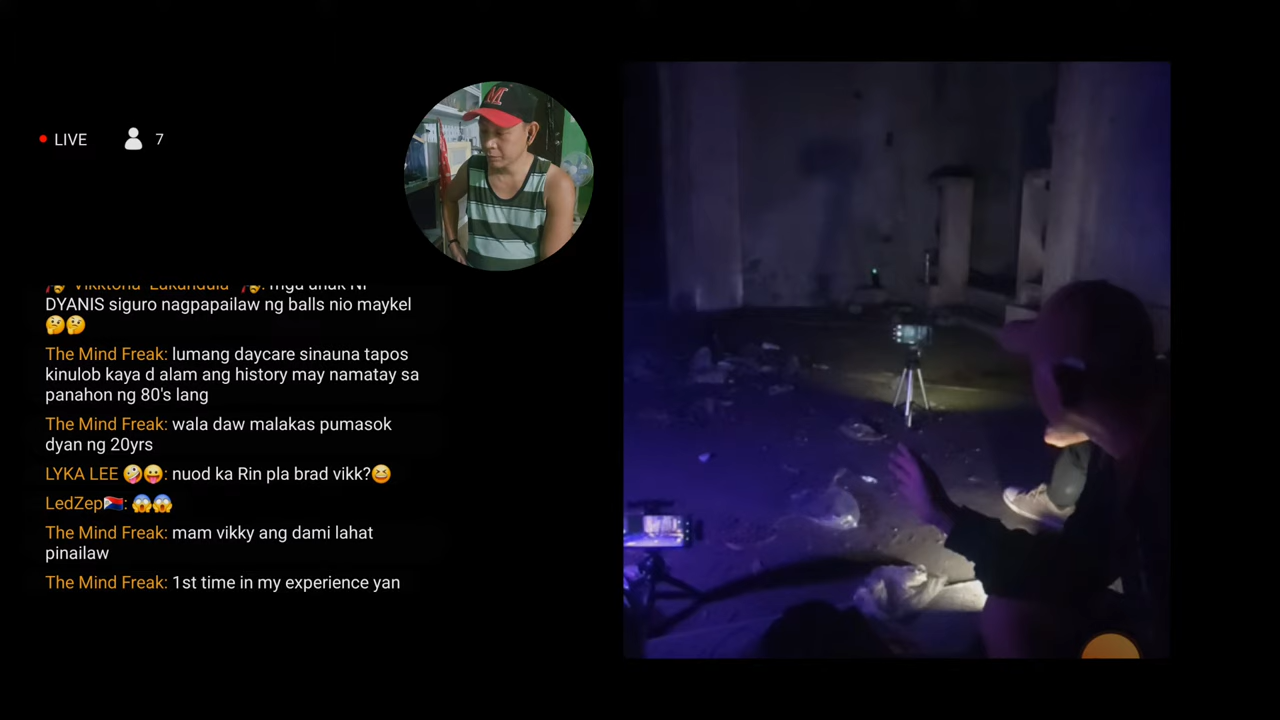 LIVE 7
M
mga anak Ni
DYANIS siguro nagpapailaw ng balls nio maykel
🤔🤔
The Mind Freak: lumang daycare sinauna tapos
kinulob kaya d alam ang history may namatay sa
panahon ng 80's lang
The Mind Freak: wala daw malakas pumasok
dyan ng 20yrs
LYKA LEE 🤪😛: nuod ka Rin pla brad vikk?😆
LedZep🇵🇭: 😱😱
The Mind Freak: mam vikky ang dami lahat
pinailaw
The Mind Freak: 1st time in my experience yan